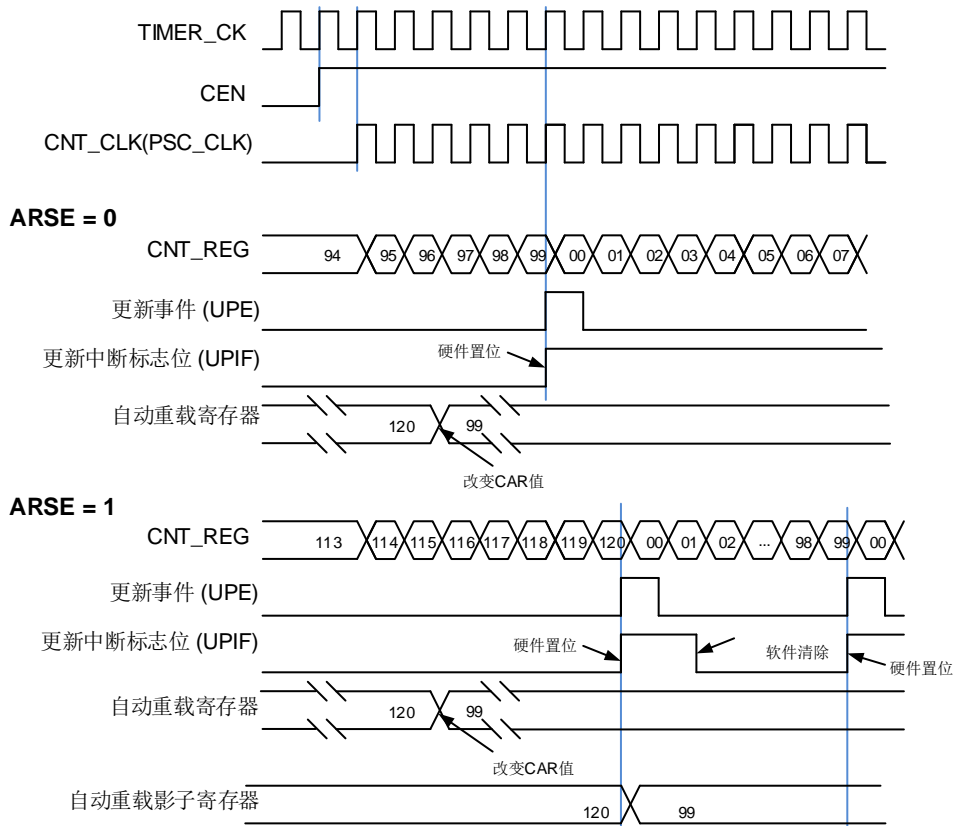 TIMER_CK
CEN
CNT_CLK(PSC_CLK)
ARSE = 0
CNT_REG 94 95 96 97 98 99 00 01 02 03 04 05 06 07
更新事件 (UPE)
更新中断标志位 (UPIF) 硬件置位
自动重载寄存器 120 99
改变CAR值
ARSE = 1
CNT_REG 113 114 115 116 117 118 119 120 00 01 02 ... 98 99 00
更新事件 (UPE)
更新中断标志位 (UPIF) 硬件置位 软件清除 硬件置位
自动重载寄存器 120 99
改变CAR值
自动重载影子寄存器 120 99